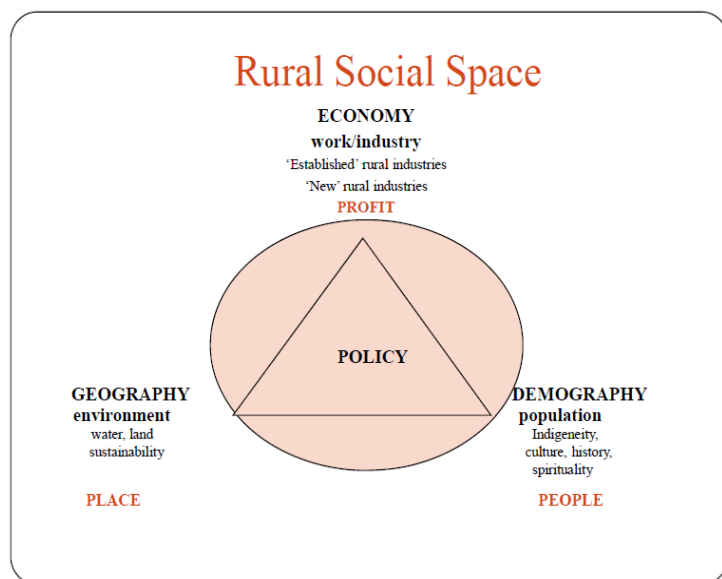 Rural Social Space
ECONOMY
work/industry
‘Established’ rural industries
‘New’ rural industries
PROFIT
POLICY
GEOGRAPHY
environment
water, land
sustainability
PLACE
DEMOGRAPHY
population
Indigeneity,
culture, history,
spirituality
PEOPLE